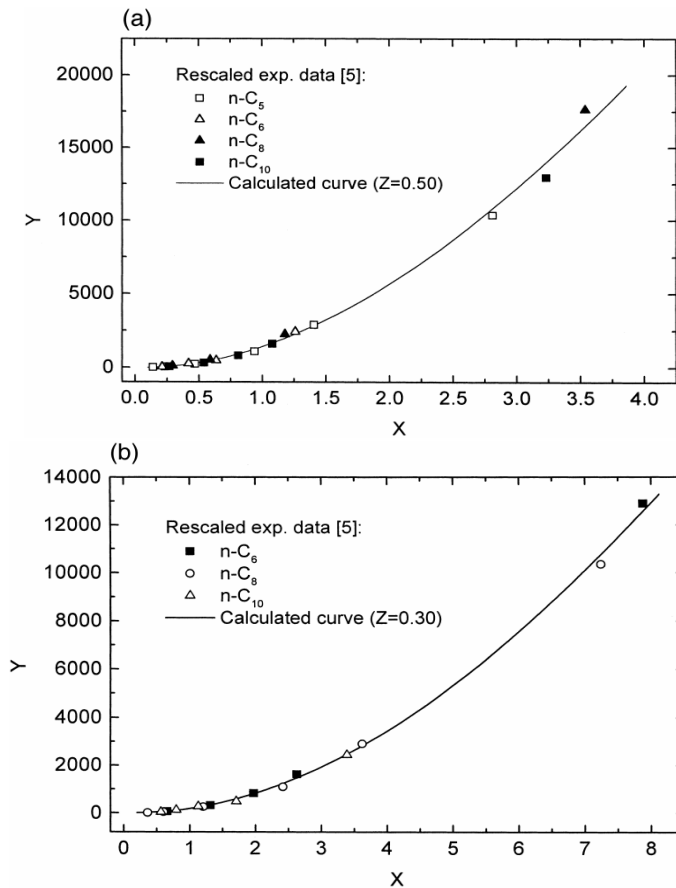 (a)
20000
15000
10000
5000
0
Y
Rescaled exp. data [5]:
n-C5
n-C6
n-C8
n-C10
Calculated curve (Z=0.50)
0.0 0.5 1.0 1.5 2.0 2.5 3.0 3.5 4.0
X
(b)
14000
12000
10000
8000
6000
4000
2000
0
Y
Rescaled exp. data [5]:
n-C6
n-C8
n-C10
Calculated curve (Z=0.30)
0 1 2 3 4 5 6 7 8
X